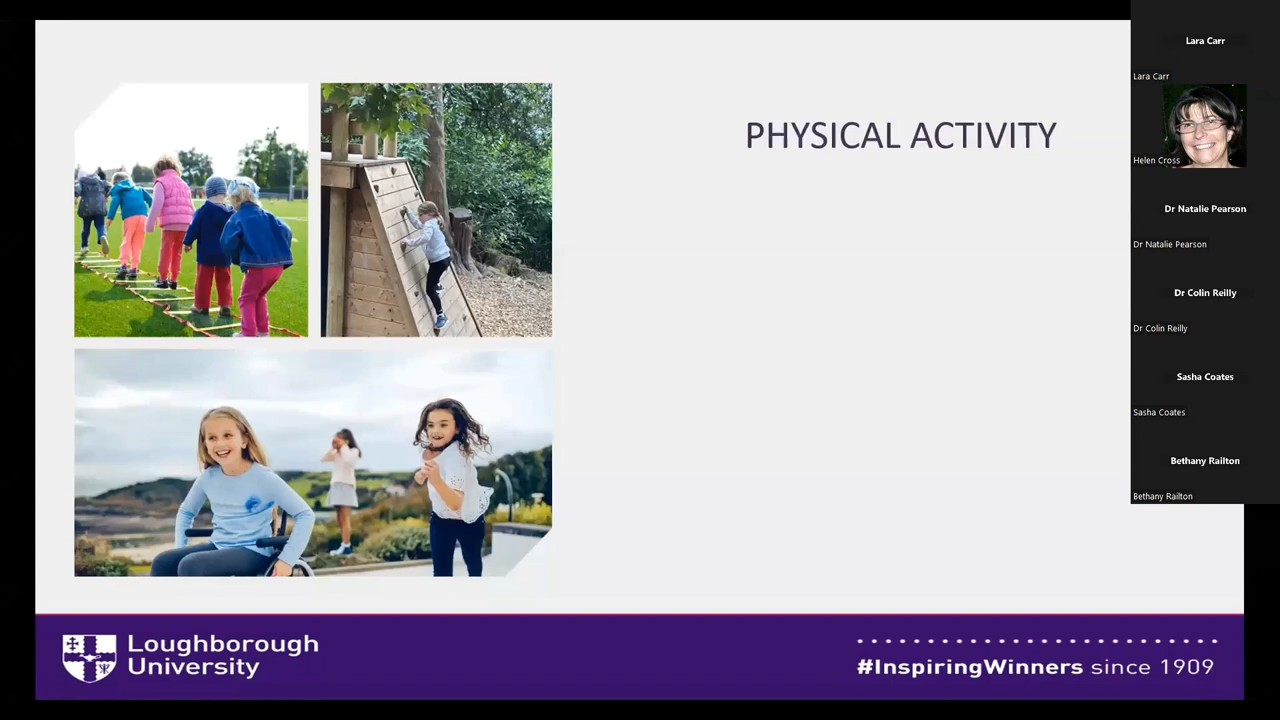 PHYSICAL ACTIVITY
Loughborough
University
#InspiringWinners since 1909
Lara Carr
Lara Carr
Helen Cross
Dr Natalie Pearson
Dr Natalie Pearson
Dr Colin Reilly
Dr Colin Reilly
Sasha Coates
Sasha Coates
Bethany Railton
Bethany Railton